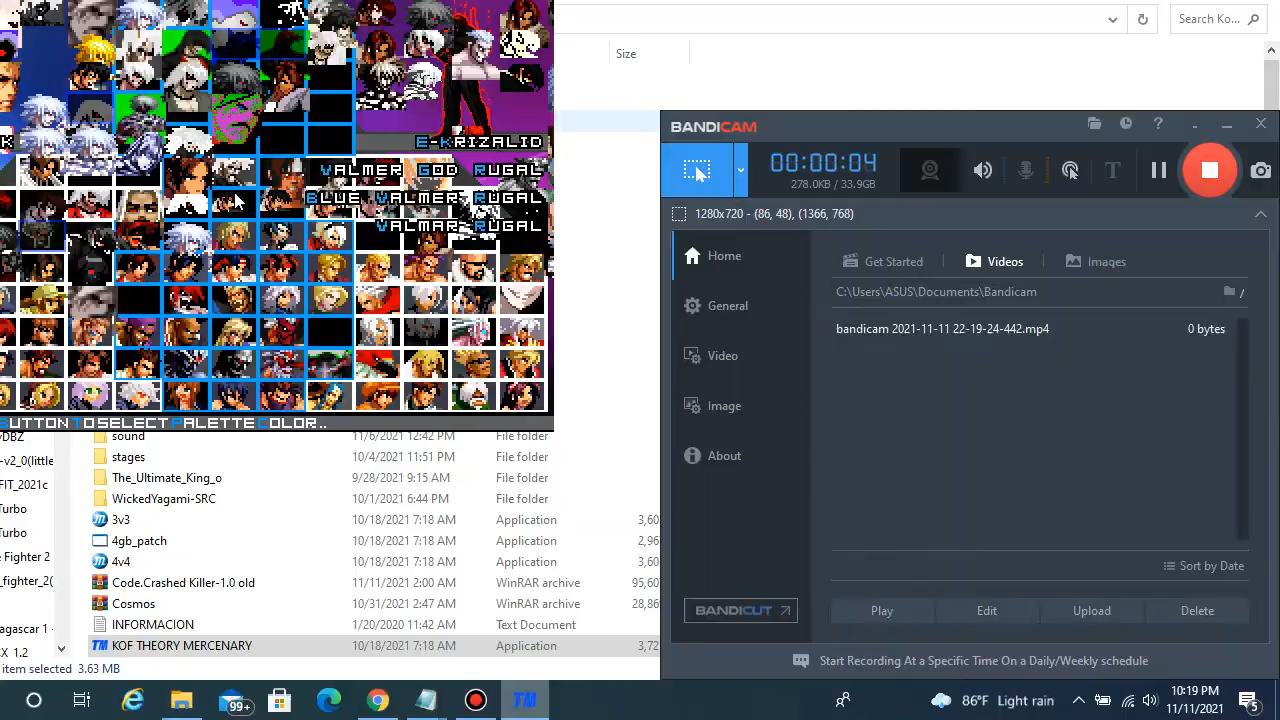 Size
Search Ko...
E-KRIZALID
VALMER GOD RUGAL
BLUE VALMER RUGAL
VALMAR-RUGAL
BUTTON TO SELECT PALETTE COLOR..
BANDICAM
00:00:04
278.0KB / 33.9GB
1280x720 - (86, 48), (1366, 768)
Home
General
Video
Image
About
Get Started
Videos
Images
C:\Users\ASUS\Documents\Bandicam
bandicam 2021-11-11 22-19-24-442.mp4 0 bytes
Sort by Date
BANDICUT
Play Edit Upload Delete
Start Recording At a Specific Time On a Daily/Weekly schedule
yDBZ
-v2_0(little
FIT_2021c
Turbo
Turbo
e Fighter 2
_fighter_2(
agascar 1 -
CX 1.2
sound 11/6/2021 12:42 PM File folder
stages 10/4/2021 11:51 PM File folder
The_Ultimate_King_o 9/28/2021 9:15 AM File folder
WickedYagami-SRC 10/1/2021 6:44 PM File folder
3v3 10/18/2021 7:18 AM Application 3,60
4gb_patch 10/18/2021 7:18 AM Application 2,96
4v4 10/18/2021 7:18 AM Application 3,60
Code.Crashed Killer-1.0 old 11/11/2021 2:00 AM WinRAR archive 95,60
Cosmos 10/31/2021 2:47 AM WinRAR archive 28,86
INFORMACION 1/20/2020 11:42 AM Text Document
TM KOF THEORY MERCENARY 10/18/2021 7:18 AM Application 3,72
item selected 3.63 MB
99+
TM
86°F Light rain
10:19 PM
11/11/2021
5